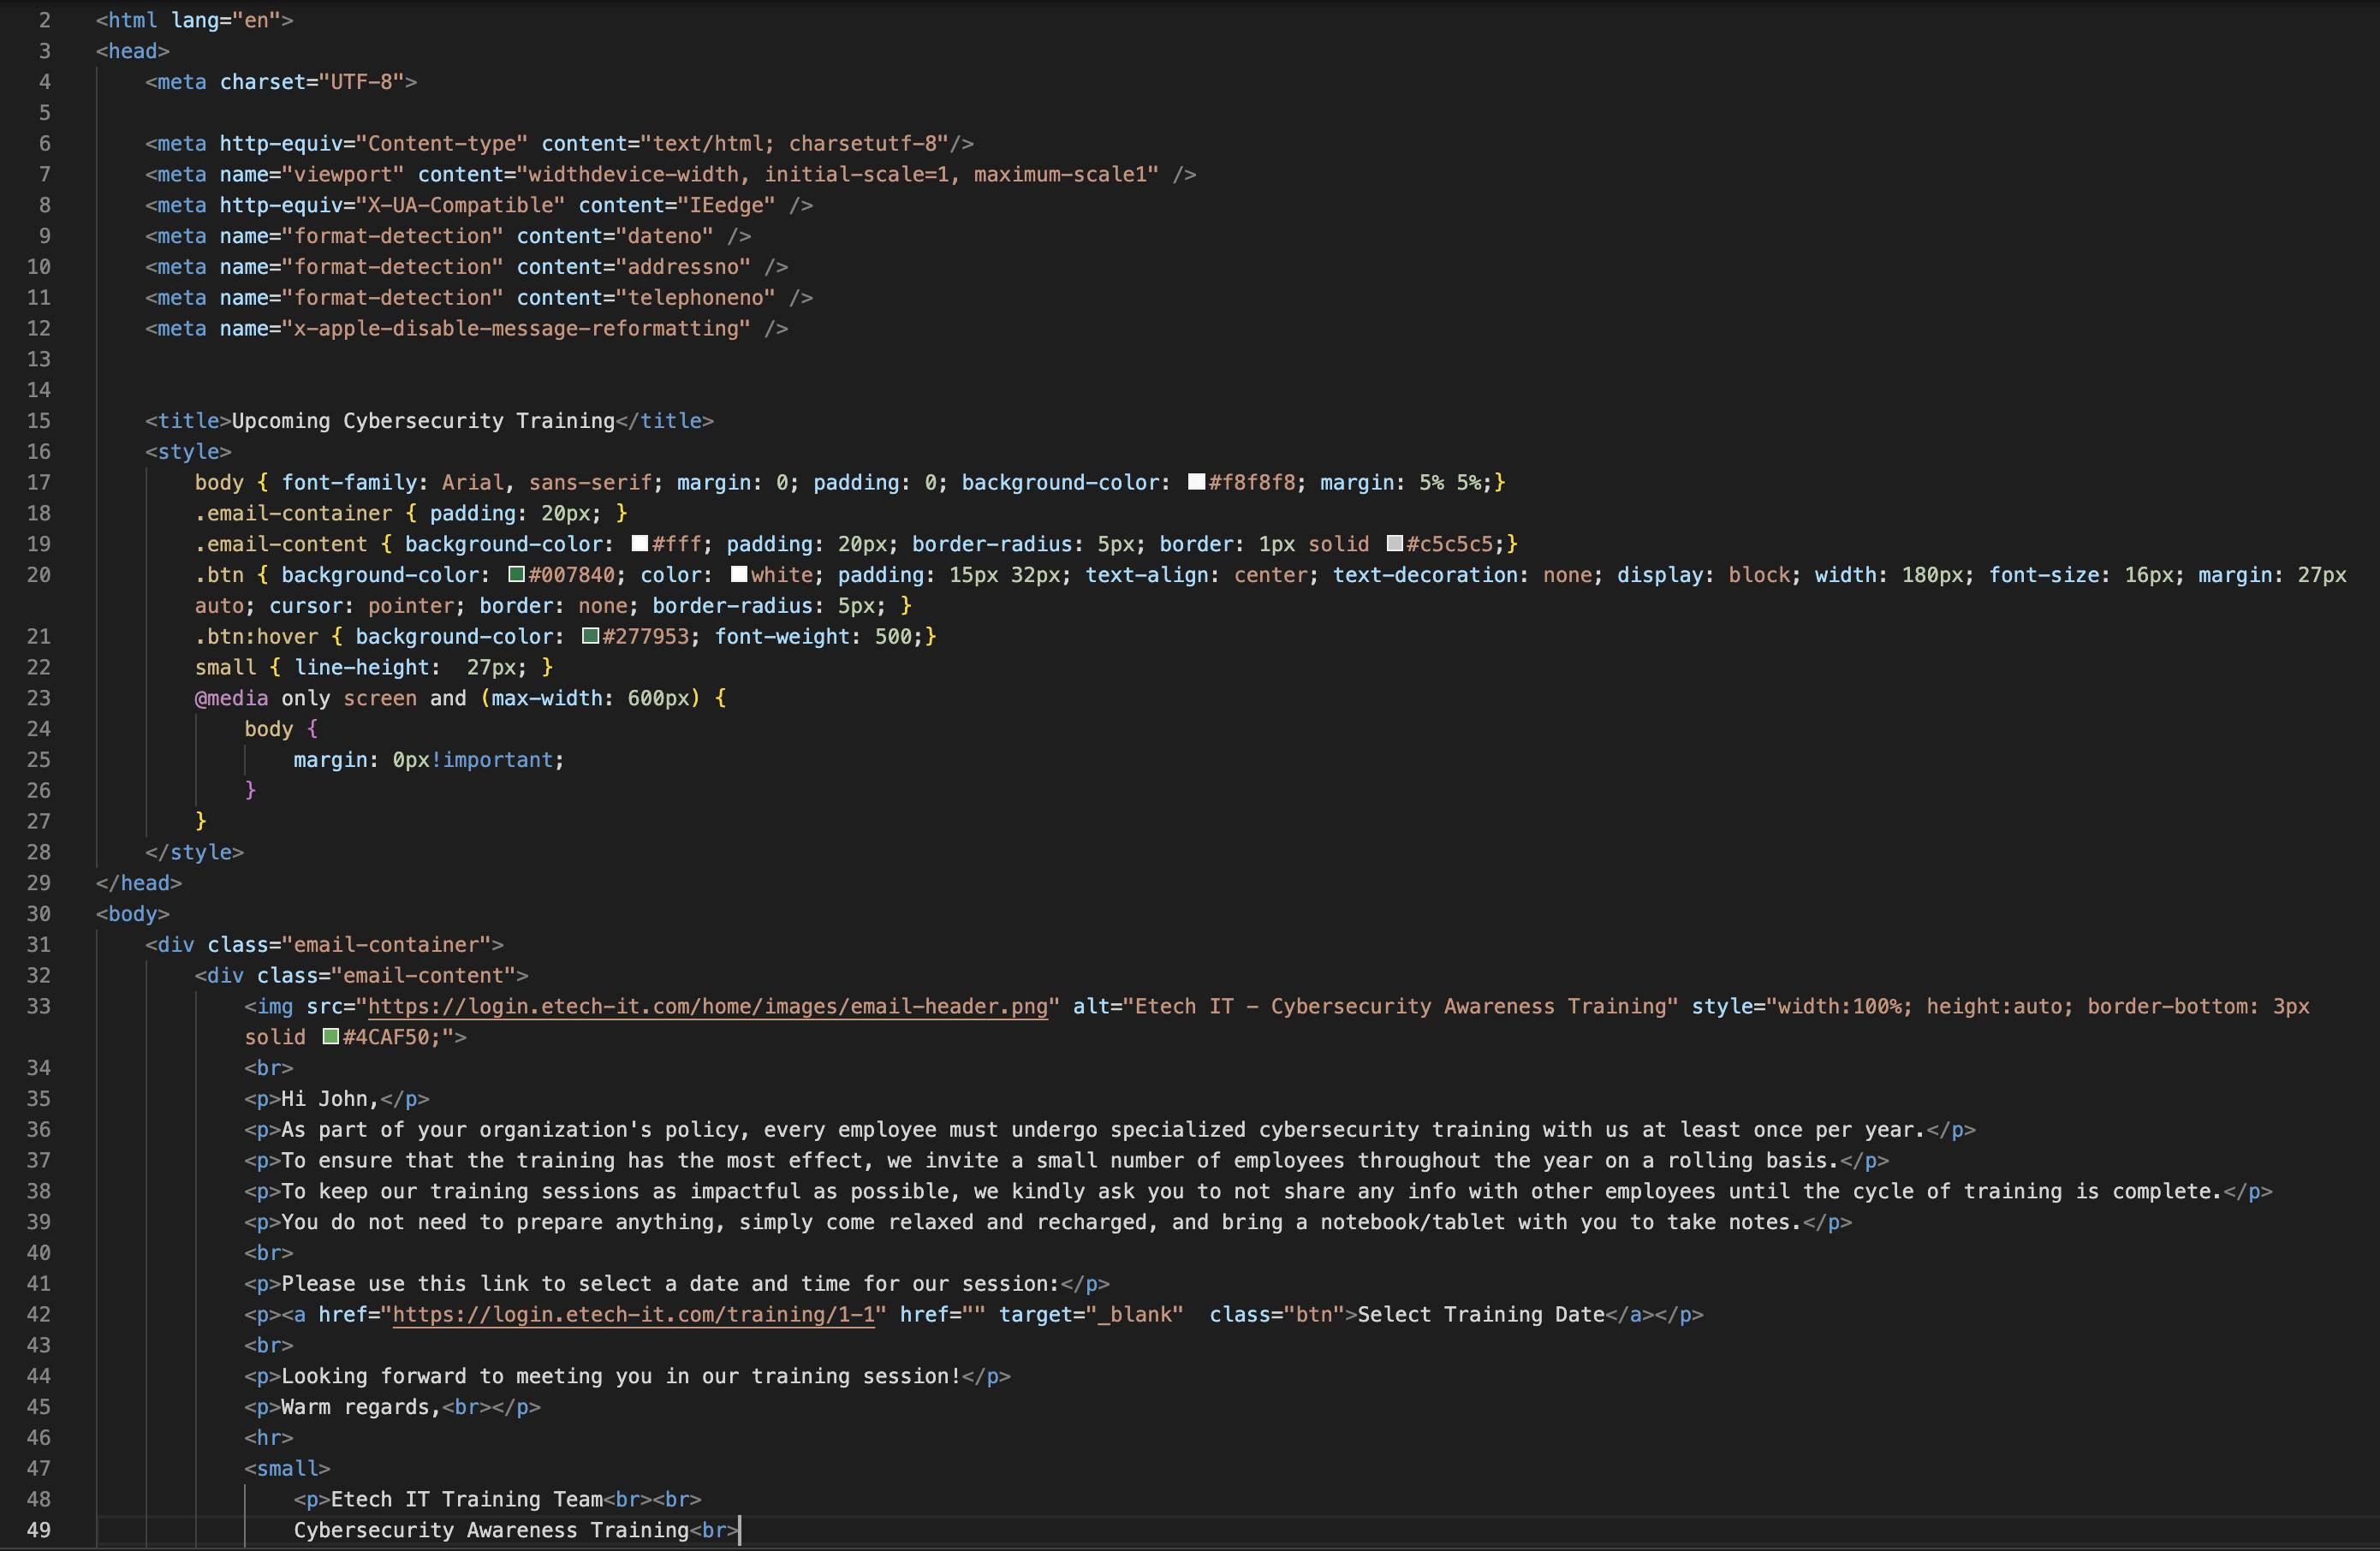 2 <html lang="en">
3 <head>
4 <meta charset="UTF-8">
5
6 <meta http-equiv="Content-type" content="text/html; charsetutf-8"/>
7 <meta name="viewport" content="widthdevice-width, initial-scale=1, maximum-scale1" />
8 <meta http-equiv="X-UA-Compatible" content="IEedge" />
9 <meta name="format-detection" content="dateno" />
10 <meta name="format-detection" content="addressno" />
11 <meta name="format-detection" content="telephoneno" />
12 <meta name="x-apple-disable-message-reformatting" />
13
14
15 <title>Upcoming Cybersecurity Training</title>
16 <style>
17 body { font-family: Arial, sans-serif; margin: 0; padding: 0; background-color: #f8f8f8; margin: 5% 5%;}
18 .email-container { padding: 20px; }
19 .email-content { background-color: #fff; padding: 20px; border-radius: 5px; border: 1px solid #c5c5c5;}
20 .btn { background-color: #007840; color: white; padding: 15px 32px; text-align: center; text-decoration: none; display: block; width: 180px; font-size: 16px; margin: 27px
auto; cursor: pointer; border: none; border-radius: 5px; }
21 .btn:hover { background-color: #277953; font-weight: 500;}
22 small { line-height:  27px; }
23 @media only screen and (max-width: 600px) {
24 body {
25 margin: 0px!important;
26 }
27 }
28 </style>
29 </head>
30 <body>
31 <div class="email-container">
32 <div class="email-content">
33 <img src="https://login.etech-it.com/home/images/email-header.png" alt="Etech IT - Cybersecurity Awareness Training" style="width:100%; height:auto; border-bottom: 3px
solid #4CAF50;">
34 <br>
35 <p>Hi John,</p>
36 <p>As part of your organization's policy, every employee must undergo specialized cybersecurity training with us at least once per year.</p>
37 <p>To ensure that the training has the most effect, we invite a small number of employees throughout the year on a rolling basis.</p>
38 <p>To keep our training sessions as impactful as possible, we kindly ask you to not share any info with other employees until the cycle of training is complete.</p>
39 <p>You do not need to prepare anything, simply come relaxed and recharged, and bring a notebook/tablet with you to take notes.</p>
40 <br>
41 <p>Please use this link to select a date and time for our session:</p>
42 <p><a href="https://login.etech-it.com/training/1-1" href="" target="_blank"  class="btn">Select Training Date</a></p>
43 <br>
44 <p>Looking forward to meeting you in our training session!</p>
45 <p>Warm regards,<br></p>
46 <hr>
47 <small>
48 <p>Etech IT Training Team<br><br>
49 Cybersecurity Awareness Training<br>